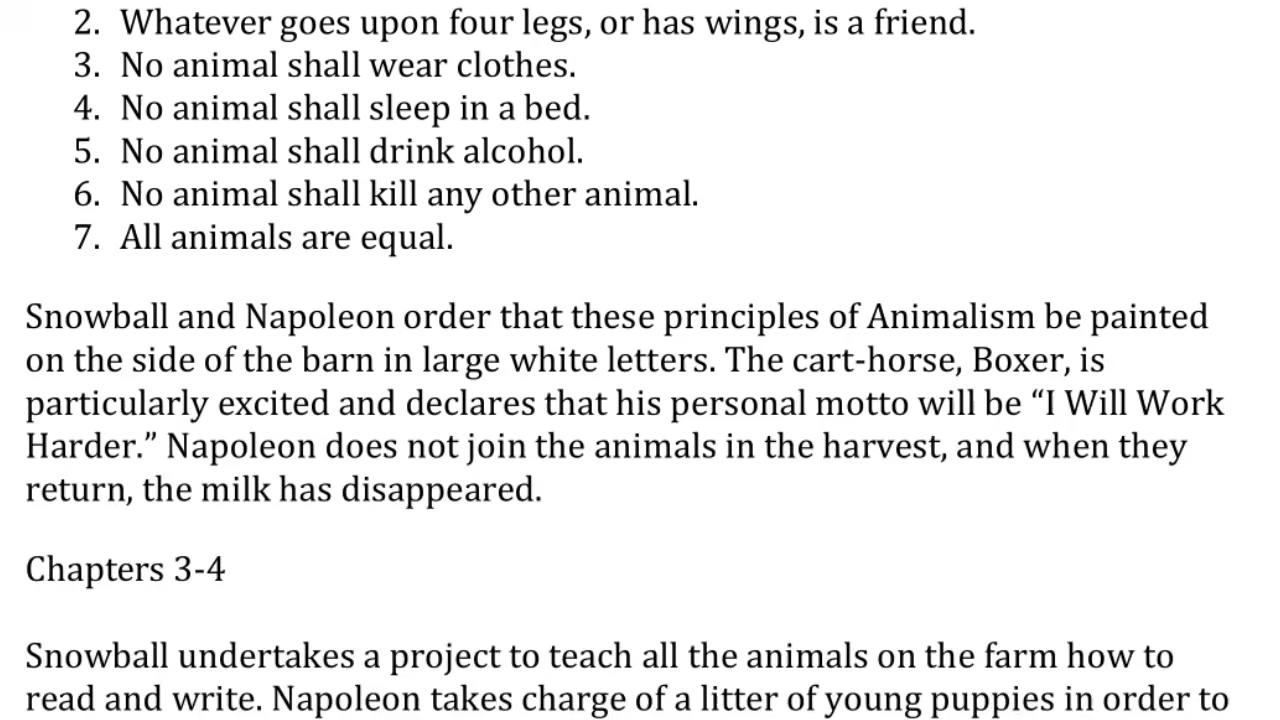 2. Whatever goes upon four legs, or has wings, is a friend.
3. No animal shall wear clothes.
4. No animal shall sleep in a bed.
5. No animal shall drink alcohol.
6. No animal shall kill any other animal.
7. All animals are equal.
Snowball and Napoleon order that these principles of Animalism be painted
on the side of the barn in large white letters. The cart-horse, Boxer, is
particularly excited and declares that his personal motto will be “I Will Work
Harder.” Napoleon does not join the animals in the harvest, and when they
return, the milk has disappeared.
Chapters 3-4
Snowball undertakes a project to teach all the animals on the farm how to
read and write. Napoleon takes charge of a litter of young puppies in order to